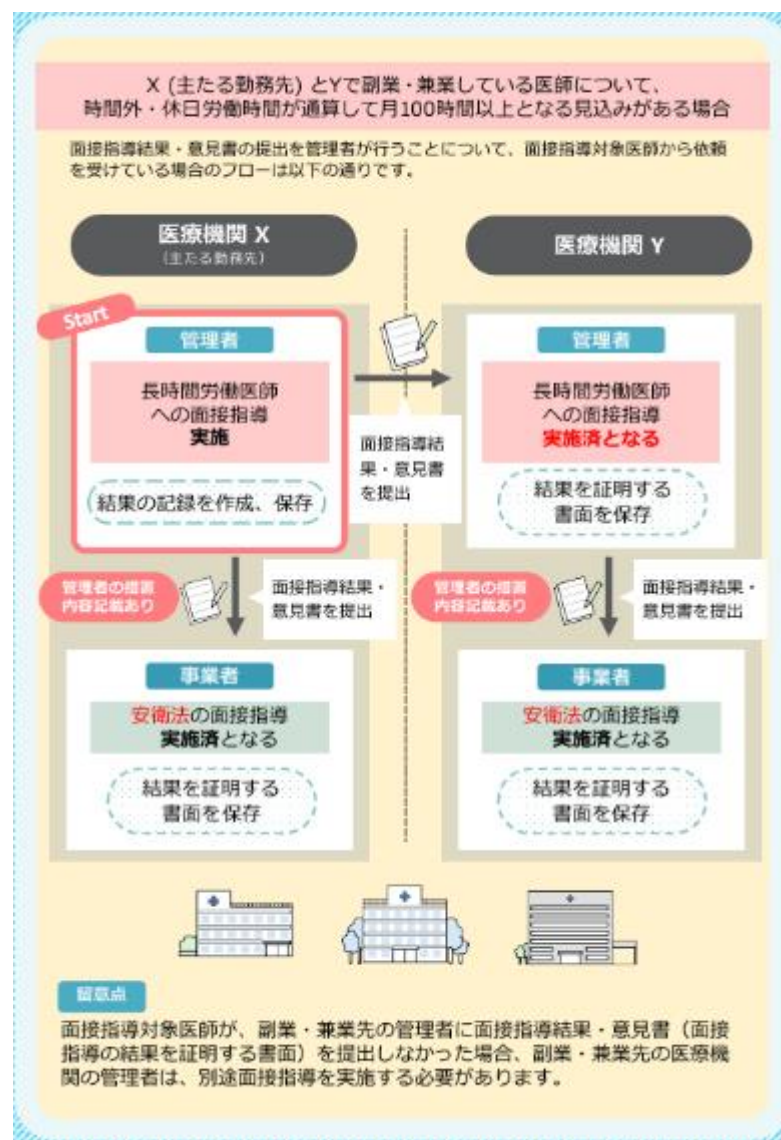 X (主たる勤務先) とYで副業・兼業している医師について、
時間外・休日労働時間が通算して月100時間以上となる見込みがある場合
面接指導結果・意見書の提出を管理者が行うことについて、面接指導対象医師から依頼
を受けている場合のフローは以下の通りです。
医療機関 X
(主たる勤務先)
医療機関 Y
Start
管理者
長時間労働医師
への面接指導
実施
結果の記録を作成、保存
面接指導結
果・意見書
を提出
管理者
長時間労働医師
への面接指導
実施済となる
結果を証明する
書面を保存
管理者の措置
内容記載あり
面接指導結果・
意見書を提出
管理者の措置
内容記載あり
面接指導結果・
意見書を提出
事業者
安衛法の面接指導
実施済となる
結果を証明する
書面を保存
事業者
安衛法の面接指導
実施済となる
結果を証明する
書面を保存
留意点
面接指導対象医師が、副業・兼業先の管理者に面接指導結果・意見書（面接
指導の結果を証明する書面）を提出しなかった場合、副業・兼業先の医療機
関の管理者は、別途面接指導を実施する必要があります。